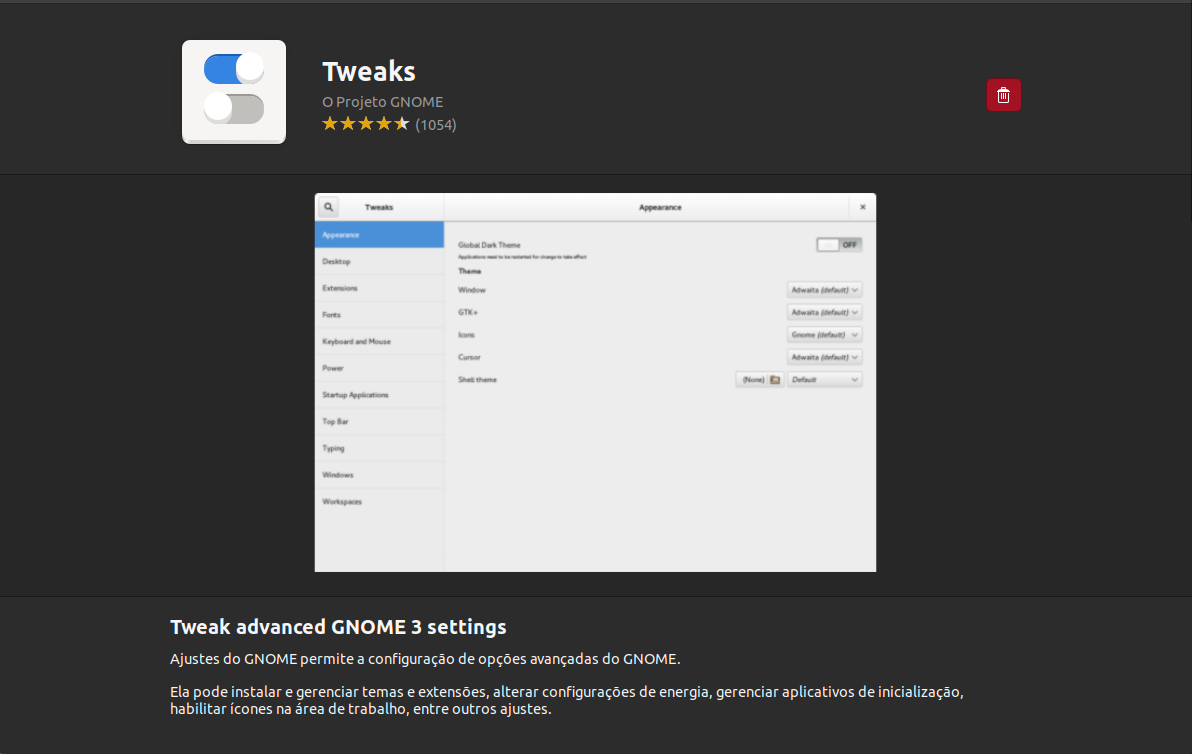 Tweaks
O Projeto GNOME
(1054)
Tweaks
Appearance
Appearance
Desktop
Extensions
Fonts
Keyboard and Mouse
Power
Startup Applications
Top Bar
Typing
Windows
Workspaces
Global Dark Theme
OFF
Applications need to be restarted for change to take effect
Theme
Window
Adwaita (default)
GTK+
Adwaita (default)
Icons
Gnome (default)
Cursor
Adwaita (default)
Shell theme
(None)
Default
Tweak advanced GNOME 3 settings
Ajustes do GNOME permite a configuração de opções avançadas do GNOME.
Ela pode instalar e gerenciar temas e extensões, alterar configurações de energia, gerenciar aplicativos de inicialização,
habilitar ícones na área de trabalho, entre outros ajustes.